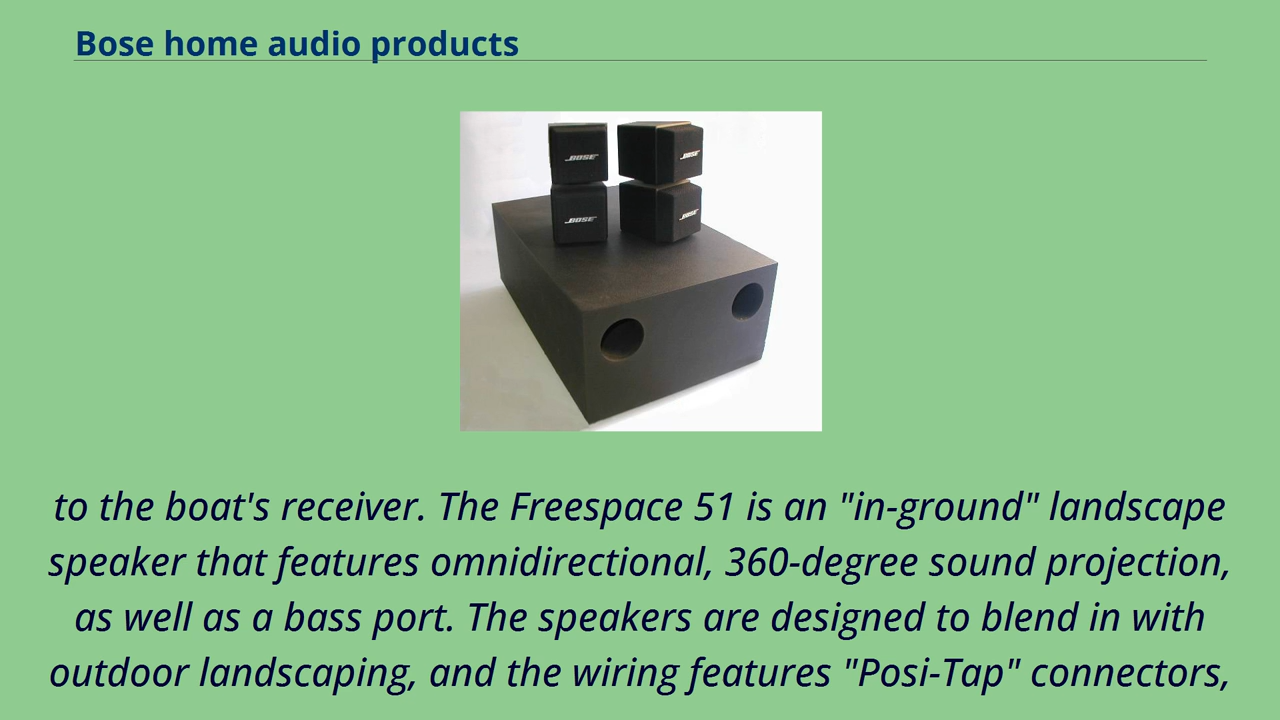 Bose home audio products
BOSE BOSE
BOSE BOSE
to the boat's receiver. The Freespace 51 is an "in-ground" landscape
speaker that features omnidirectional, 360-degree sound projection,
as well as a bass port. The speakers are designed to blend in with
outdoor landscaping, and the wiring features "Posi-Tap" connectors,